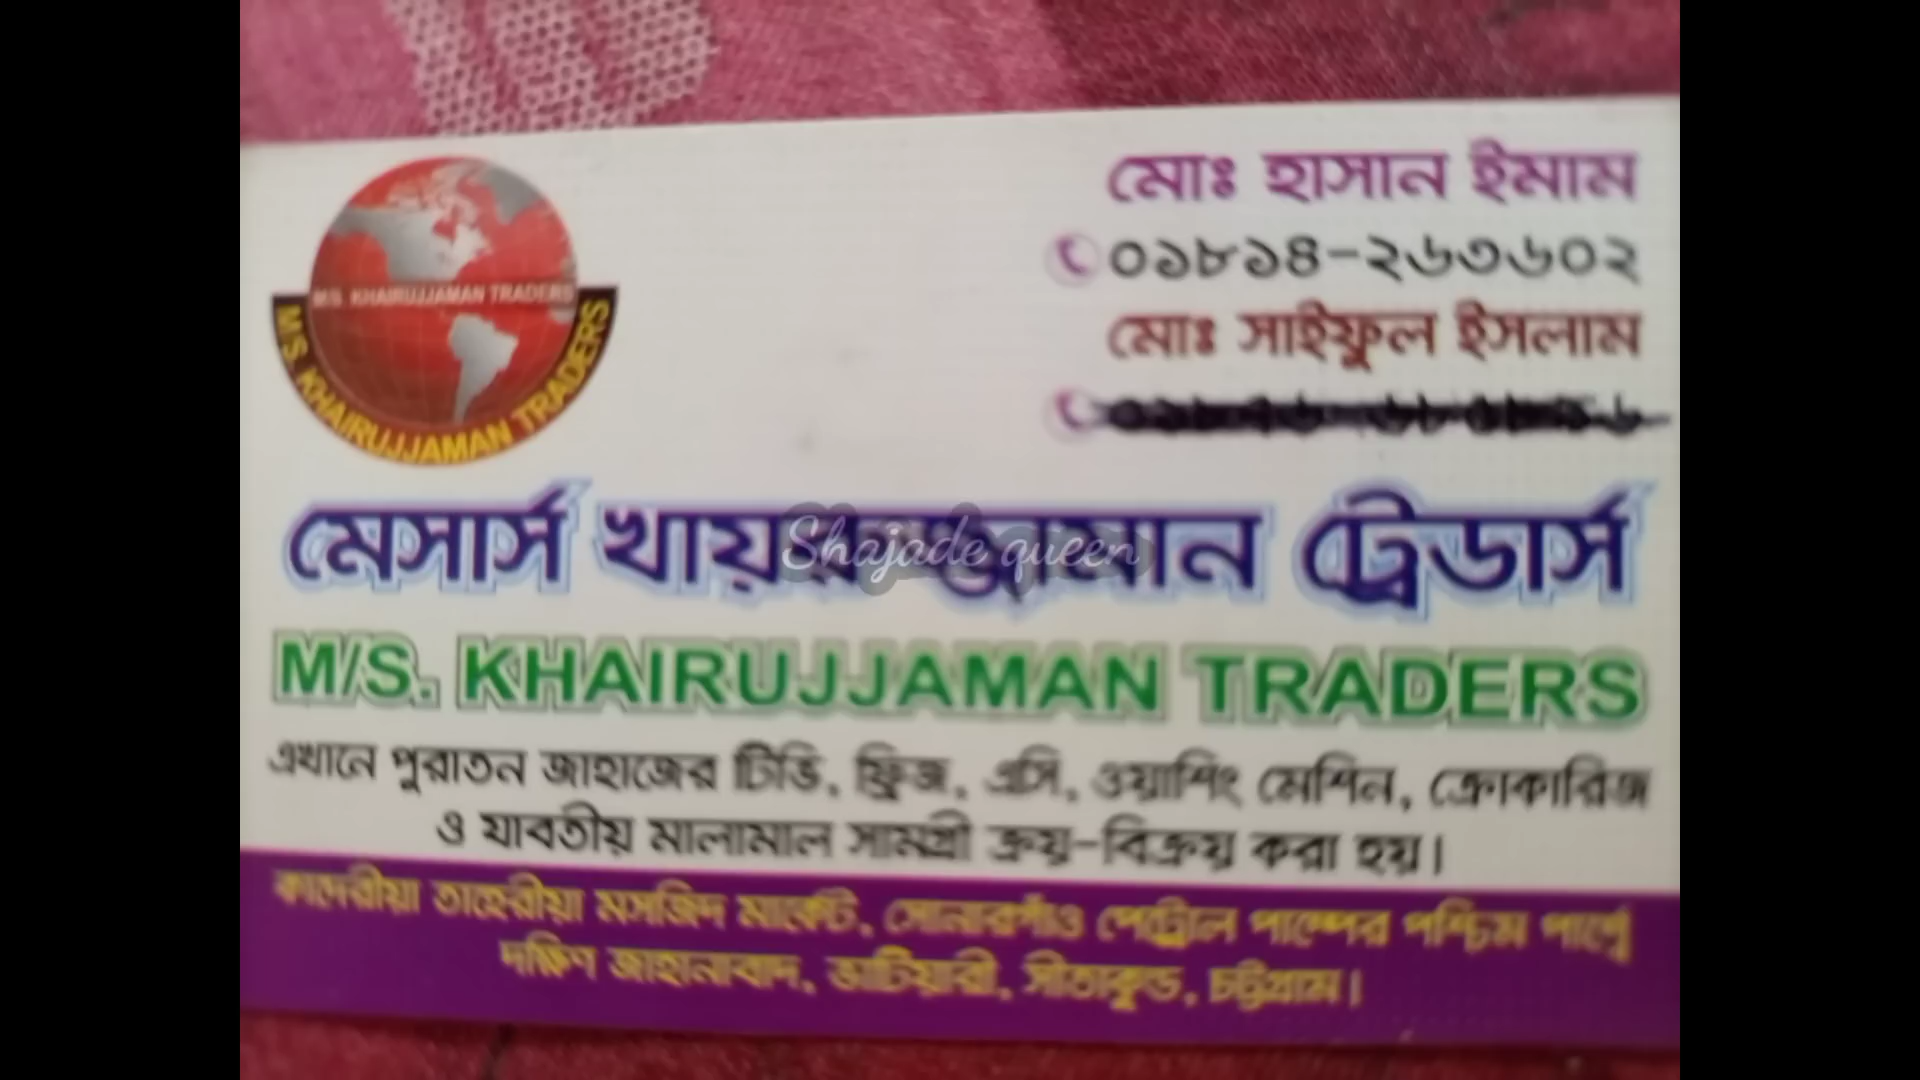 মোঃ হাসান ইমাম
০১৮১৪-২৬৩৬০২
মোঃ সাইফুল ইসলাম
M/S. KHAIRUJJAMAN TRADERS
M/S. KHAIRUJJAMAN TRADERS
মেসার্স খায়রুজ্জামান ট্রেডার্স
Shajade queen
M/S. KHAIRUJJAMAN TRADERS
এখানে পুরাতন জাহাজের টিভি, ফ্রিজ, এসি, ওয়াশিং মেশিন, ক্রোকারিজ
ও যাবতীয় মালামাল সামগ্রী ক্রয়-বিক্রয় করা হয়।
কাদেরীয়া তাহেরীয়া মসজিদ মার্কেট, সোনারগাঁও পেট্রোল পাম্পের পশ্চিম পার্শ্বে
দক্ষিণ জাহানাবাদ, ভাটিয়ারী, সীতাকুন্ড, চট্টগ্রাম।